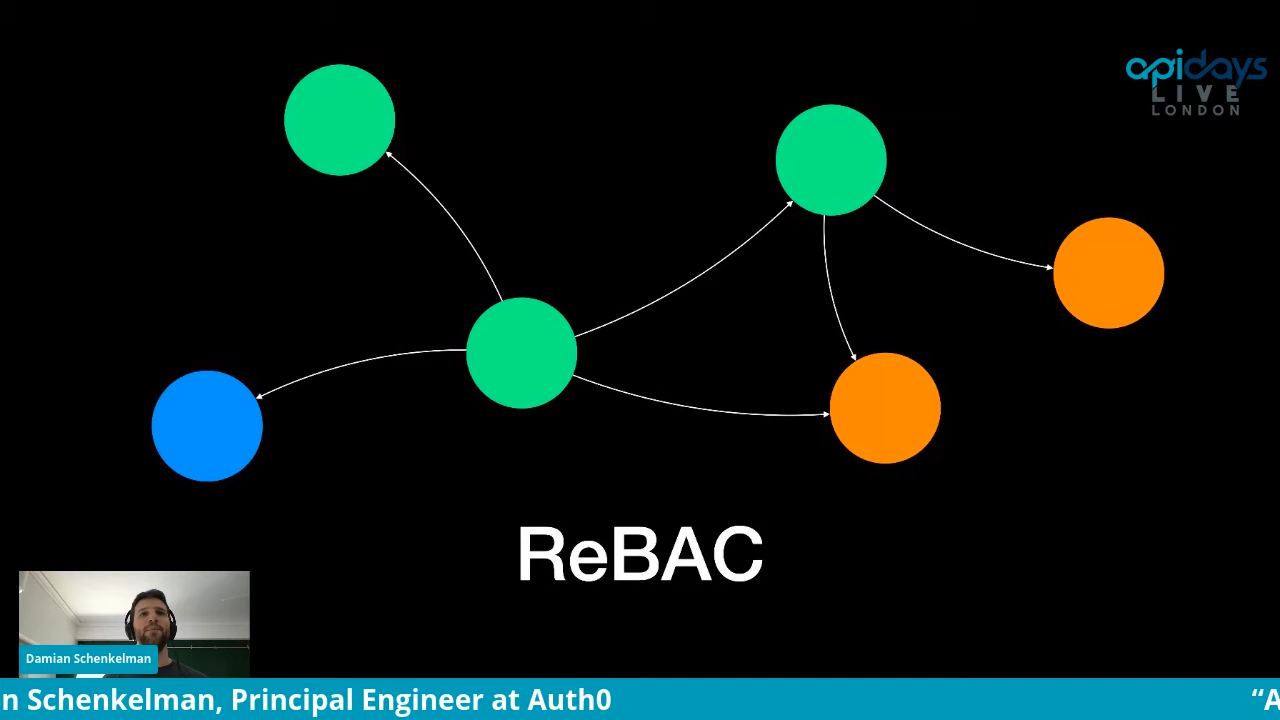 apidays
LIVE
LONDON
ReBAC
Damian Schenkelman
n Schenkelman, Principal Engineer at Auth0
“A